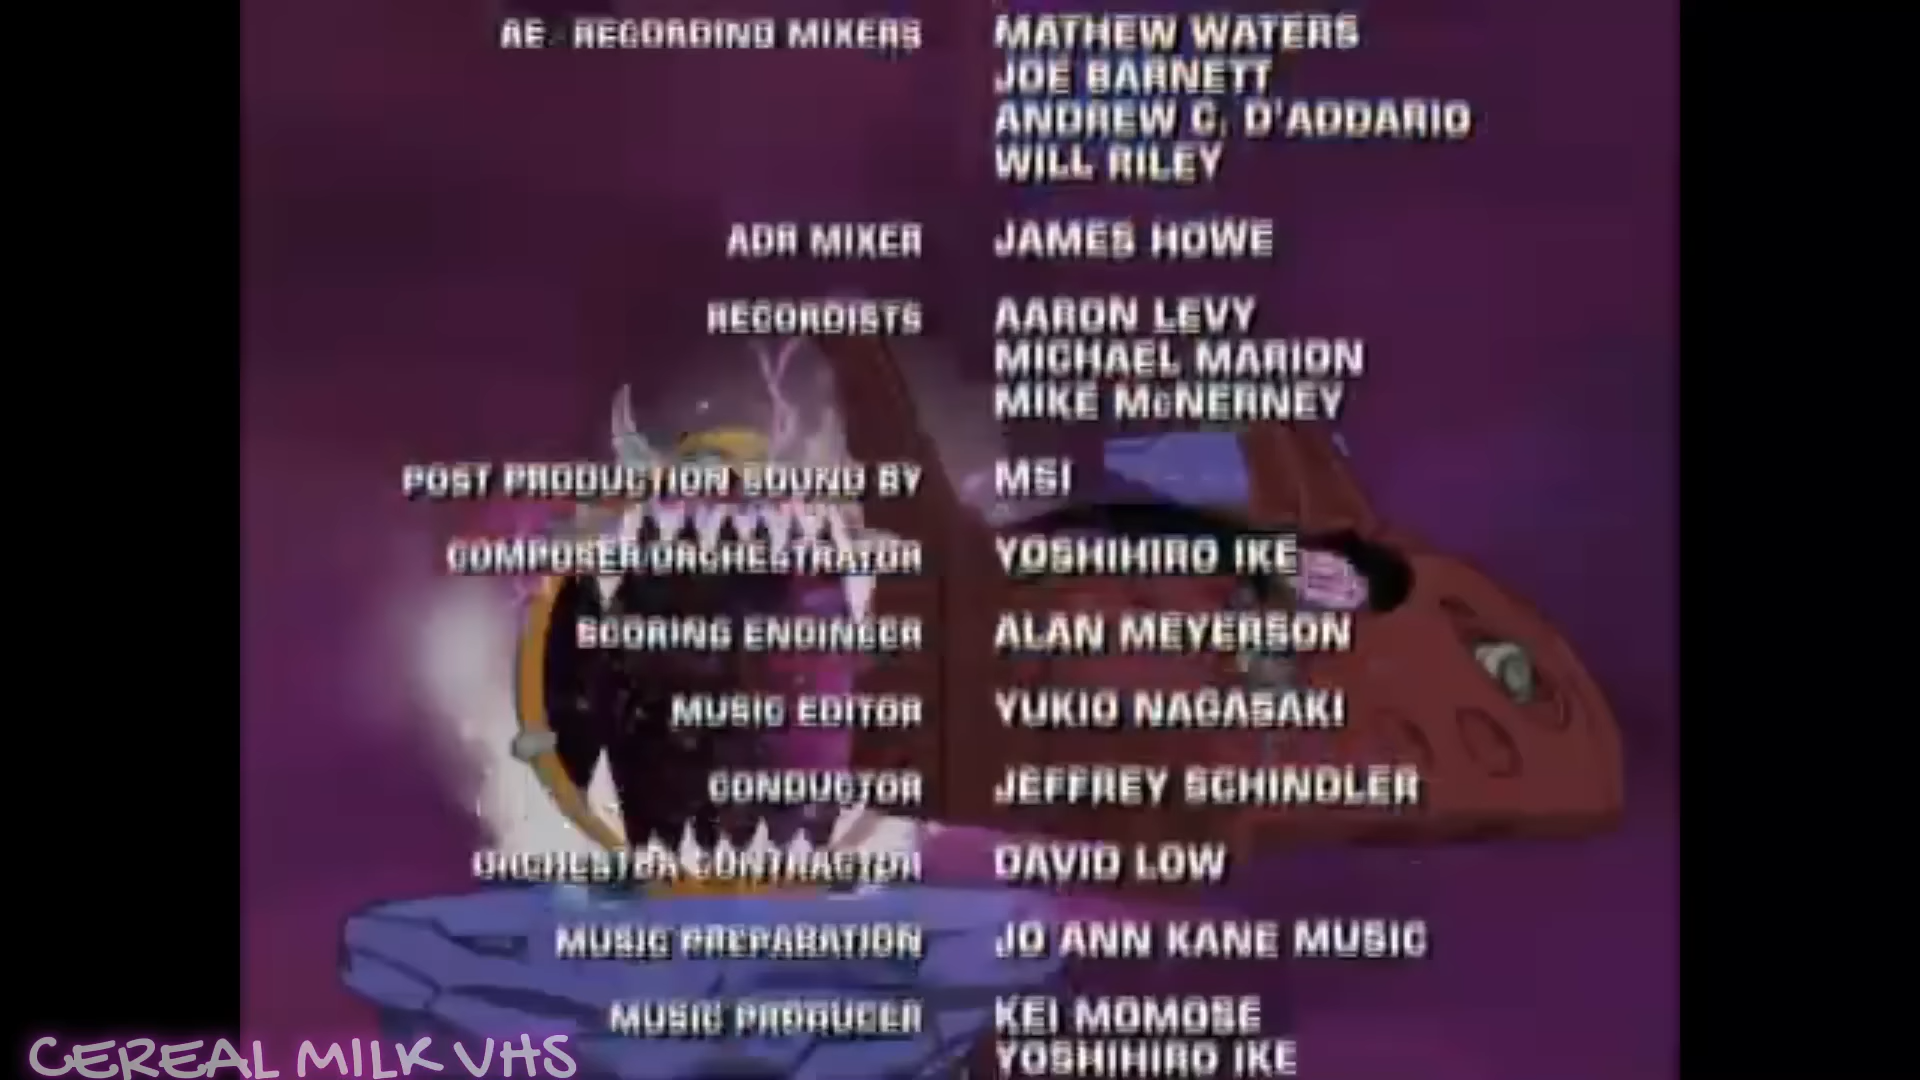 RE-RECORDING MIXERS MATHEW WATERS
JOE BARNETT
ANDREW C. D'ADDARIO
WILL RILEY
ADR MIXER JAMES HOWE
RECORDISTS AARON LEVY
MICHAEL MARION
MIKE McNERNEY
POST PRODUCTION SOUND BY MSI
COMPOSER/ORCHESTRATOR YOSHIHIRO IKE
SCORING ENGINEER ALAN MEYERSON
MUSIC EDITOR YUKIO NAGASAKI
CONDUCTOR JEFFREY SCHINDLER
ORCHESTRA CONTRACTOR DAVID LOW
MUSIC PREPARATION JO ANN KANE MUSIC
MUSIC PRODUCER KEI MOMOSE
YOSHIHIRO IKE
CEREAL MILK VHS